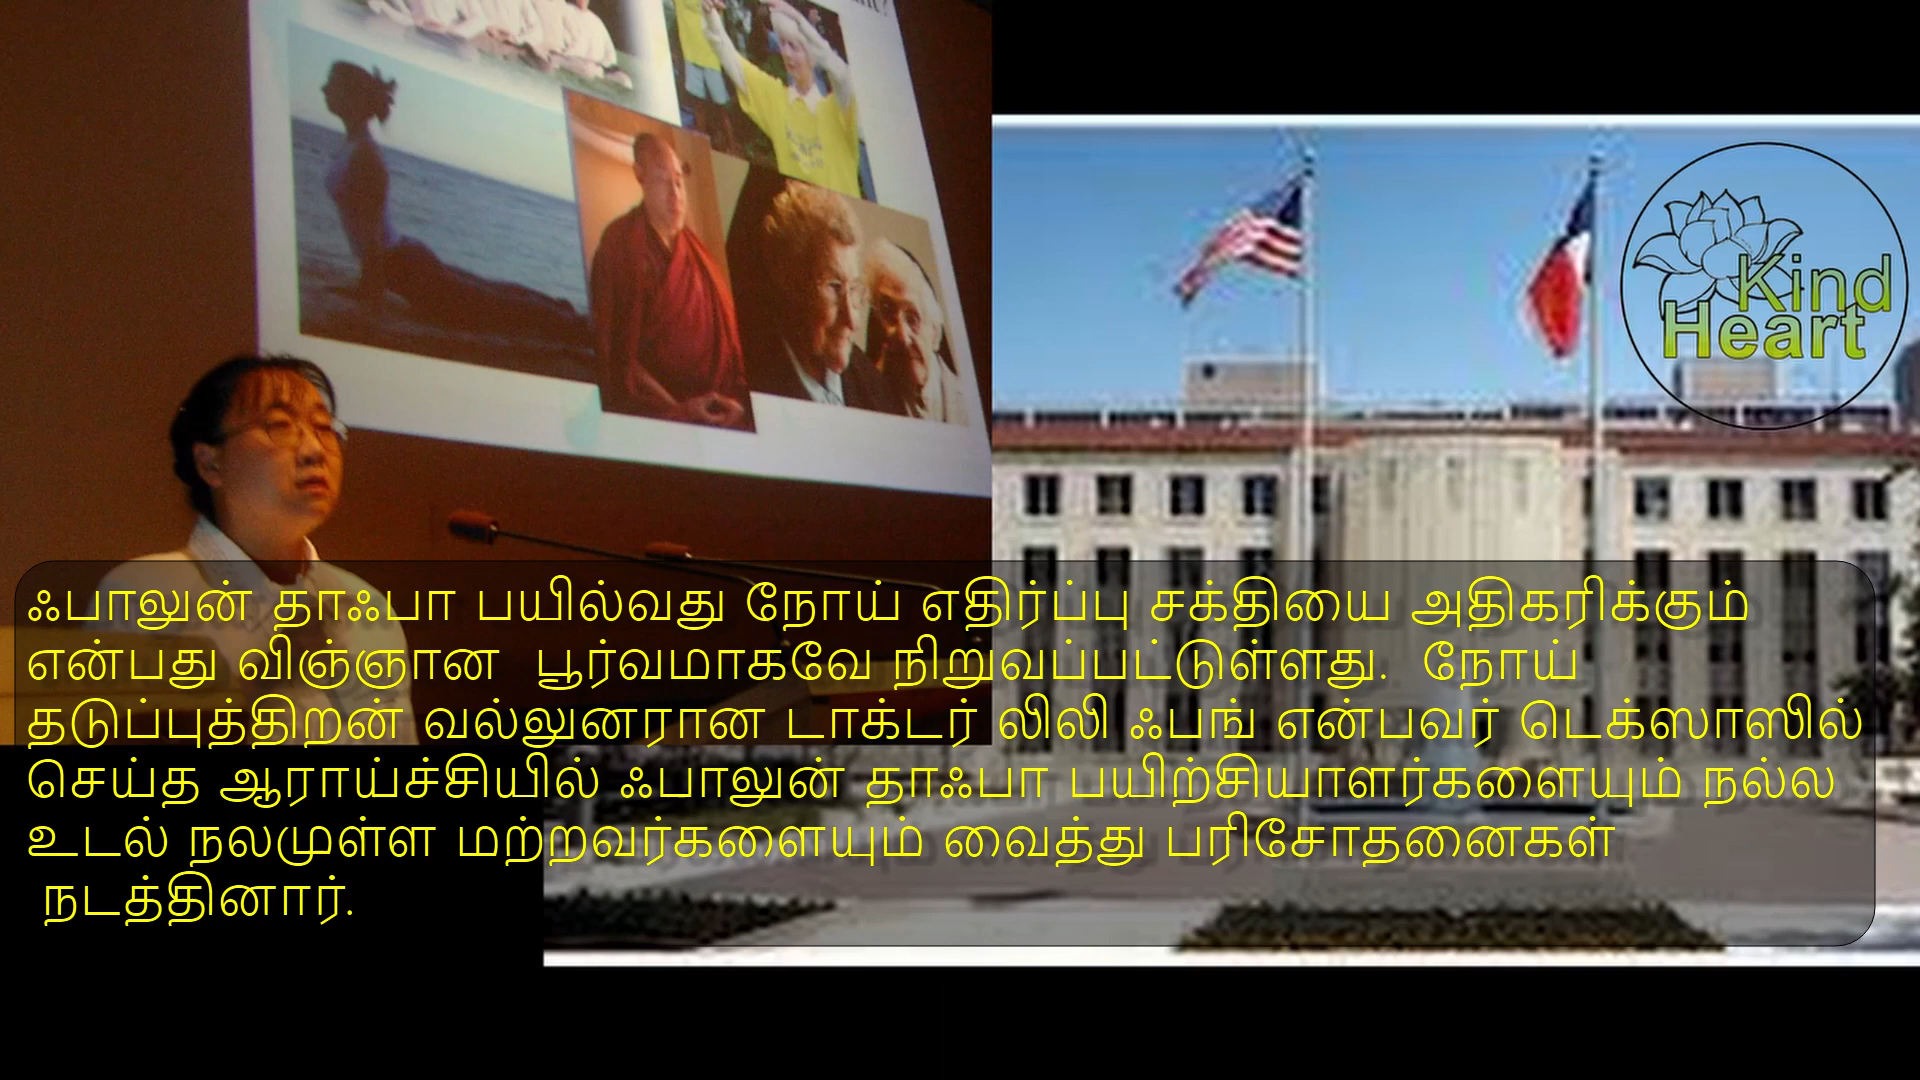 Kind
Heart
ஃபாலுன் தாஃபா பயில்வது நோய் எதிர்ப்பு சக்தியை அதிகரிக்கும்
என்பது விஞ்ஞான பூர்வமாகவே நிறுவப்பட்டுள்ளது. நோய்
தடுப்புத்திறன் வல்லுனரான டாக்டர் லிலி ஃபங் என்பவர் டெக்ஸாஸில்
செய்த ஆராய்ச்சியில் ஃபாலுன் தாஃபா பயிற்சியாளர்களையும் நல்ல
உடல் நலமுள்ள மற்றவர்களையும் வைத்து பரிசோதனைகள்
நடத்தினார்.